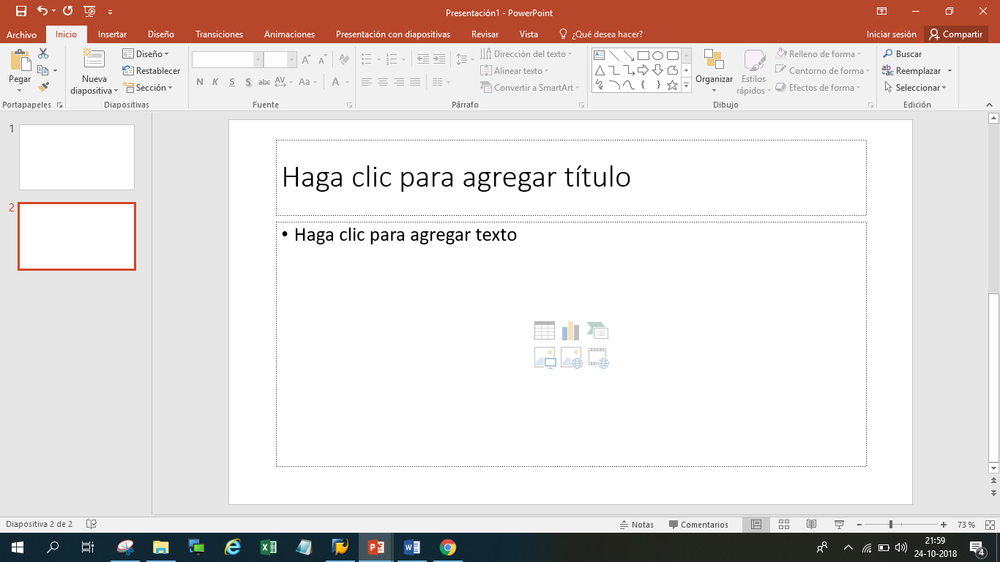 Presentación1 - PowerPoint
Archivo Inicio Insertar Diseño Transiciones Animaciones Presentación con diapositivas Revisar Vista ¿Qué desea hacer? Iniciar sesión Compartir
Pegar
Nueva diapositiva
Diseño
Restablecer
Sección
N K S S abc AV Aa A
Dirección del texto
Alinear texto
Convertir a SmartArt
Organizar
Estilos rápidos
Relleno de forma
Contorno de forma
Efectos de forma
Buscar
Reemplazar
Seleccionar
Portapapeles Diapositivas Fuente Párrafo Dibujo Edición
1
2
Haga clic para agregar título
• Haga clic para agregar texto
Diapositiva 2 de 2 Notas Comentarios 73 %
21:59
24-10-2018
4